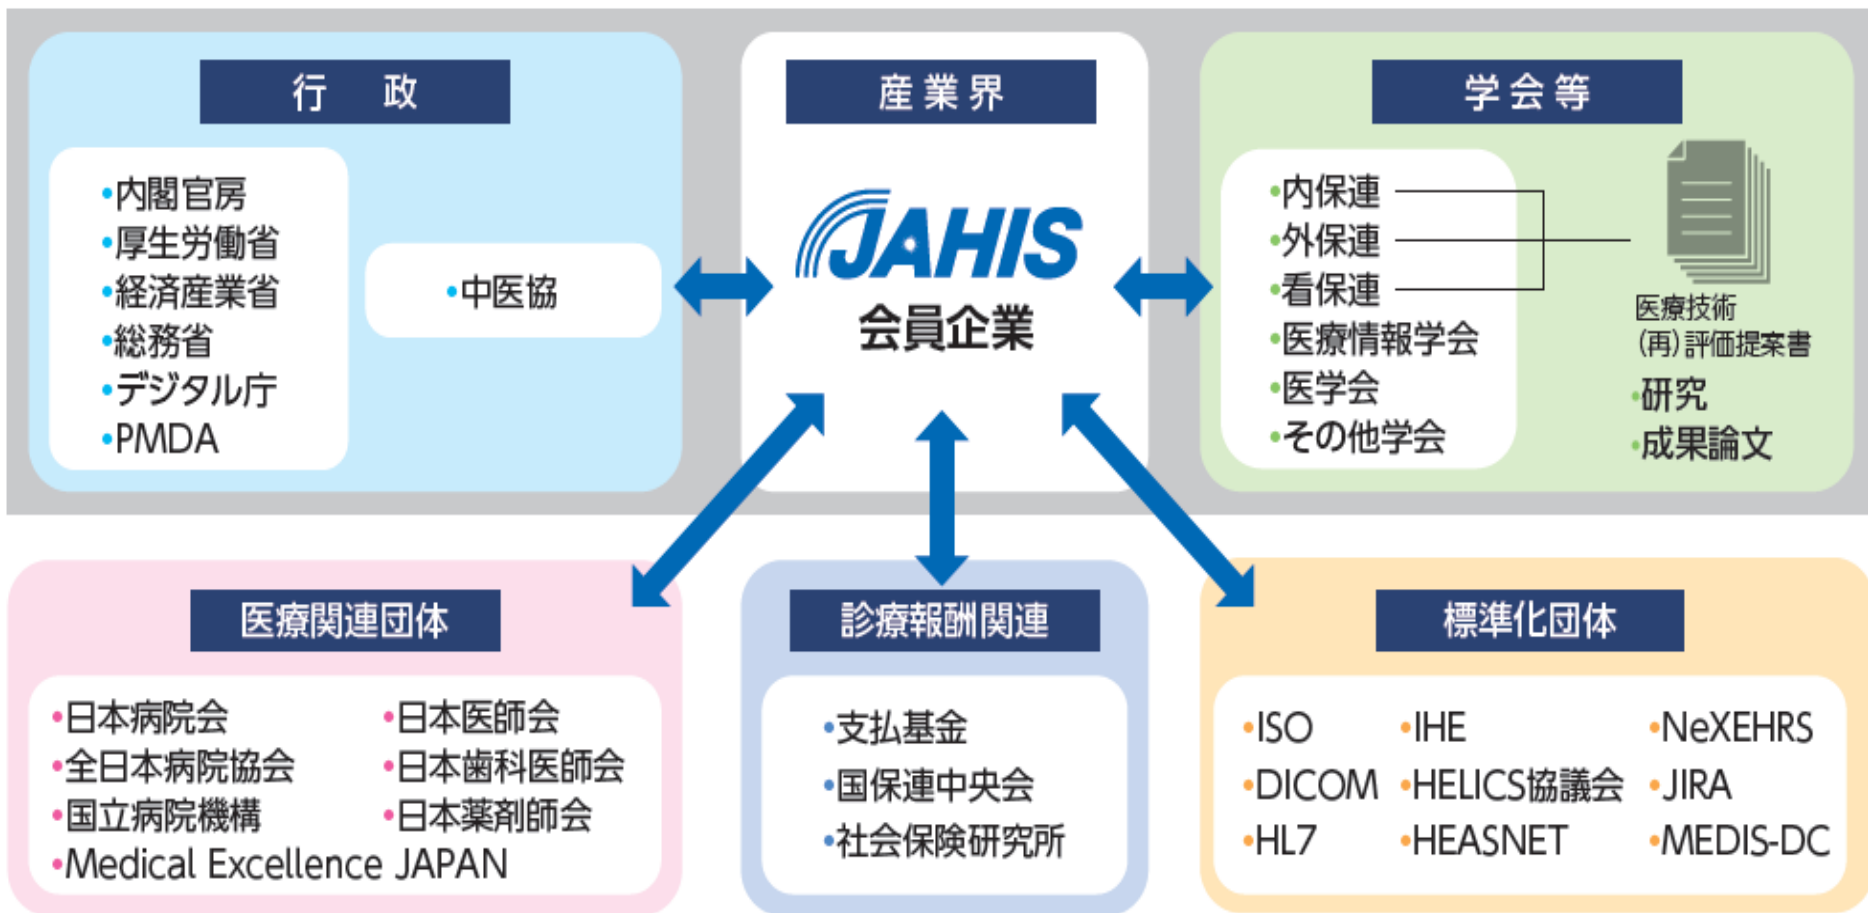 行 政
・内閣官房
・厚生労働省
・経済産業省
・総務省
・デジタル庁
・PMDA
・中医協
産業界
JAHIS
会員企業
学会等
・内保連
・外保連
・看保連
・医療情報学会
・医学会
・その他学会
医療技術
(再)評価提案書
・研究
・成果論文
医療関連団体
・日本病院会
・全日本病院協会
・国立病院機構
・日本医師会
・日本歯科医師会
・日本薬剤師会
・Medical Excellence JAPAN
診療報酬関連
・支払基金
・国保連中央会
・社会保険研究所
標準化団体
・ISO
・DICOM
・HL7
・IHE
・HELICS協議会
・HEASNET
・NeXEHRS
・JIRA
・MEDIS-DC